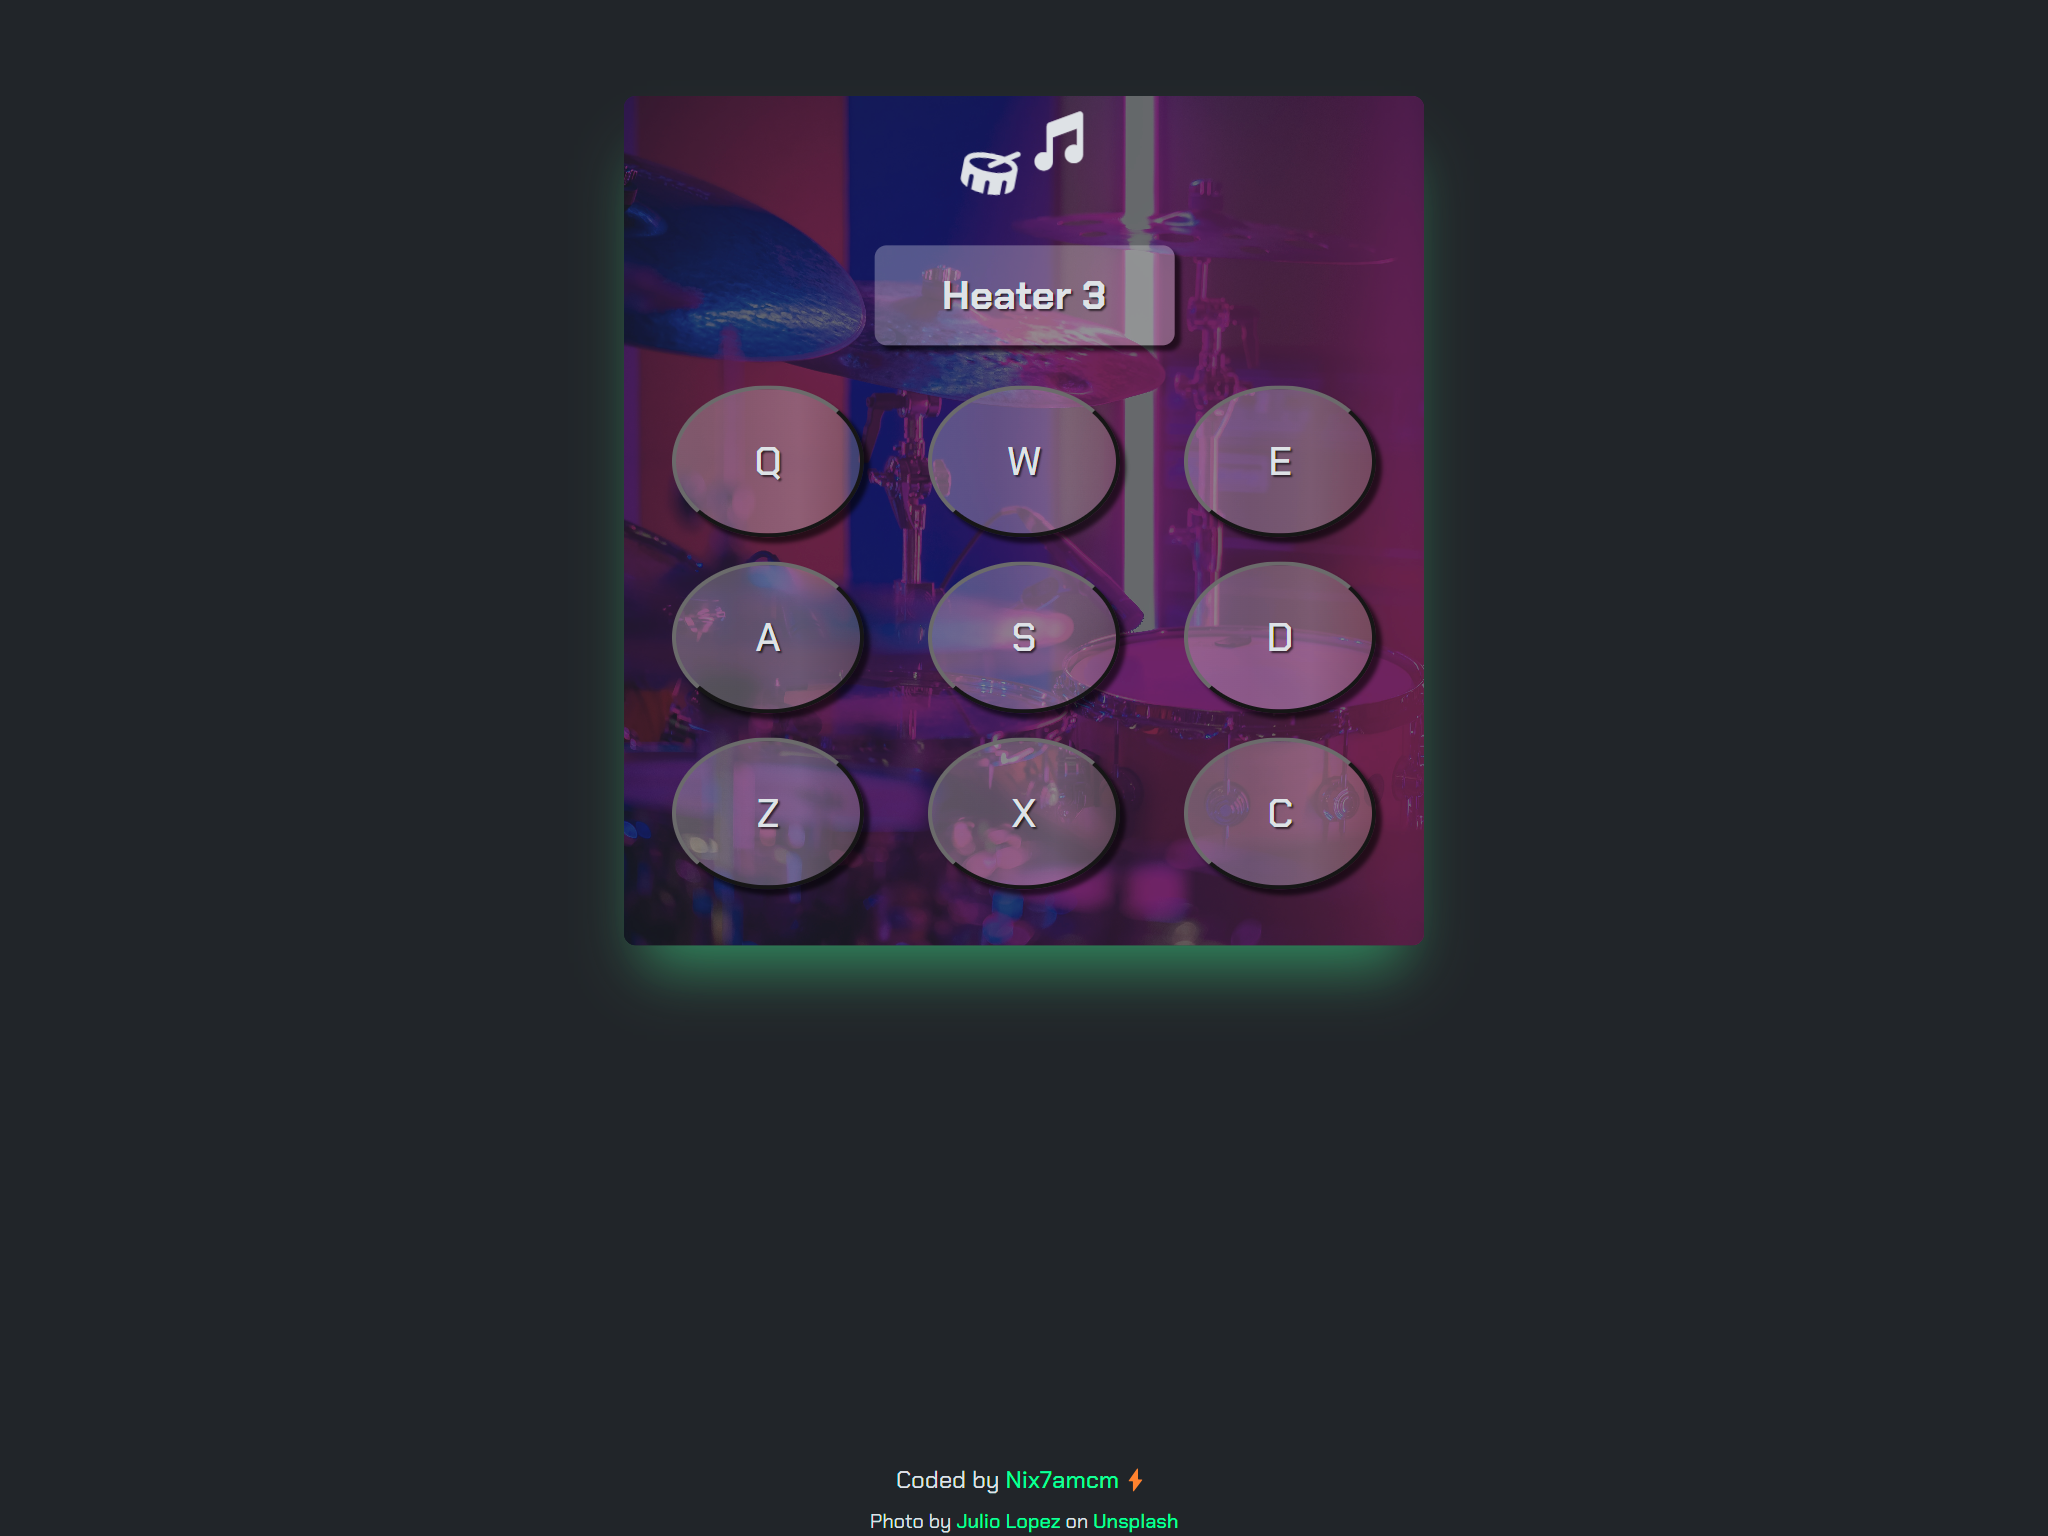 Heater 3
Q W E
A S D
Z X C
Coded by Nix7amcm
Photo by Julio Lopez on Unsplash